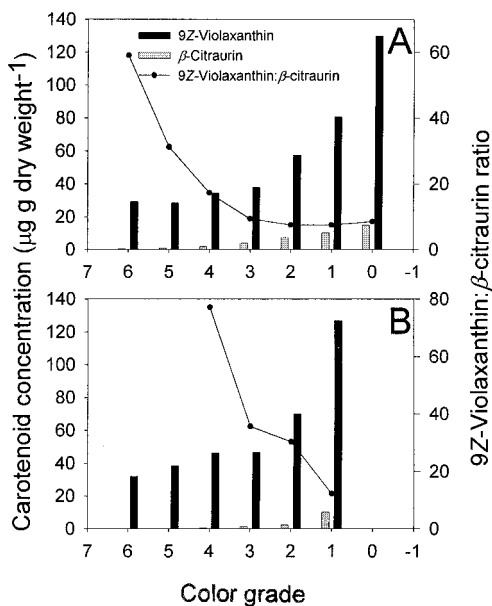 9Z-Violaxanthin
β-Citraurin
9Z-Violaxanthin:β-citraurin
A
140
120
100
80
60
40
20
0
60
40
20
0
7 6 5 4 3 2 1 0 -1
B
140
120
100
80
60
40
20
0
80
60
40
20
0
7 6 5 4 3 2 1 0 -1
Carotenoid concentration (μg g dry weight⁻¹)
9Z-Violaxanthin:β-citraurin ratio
Color grade